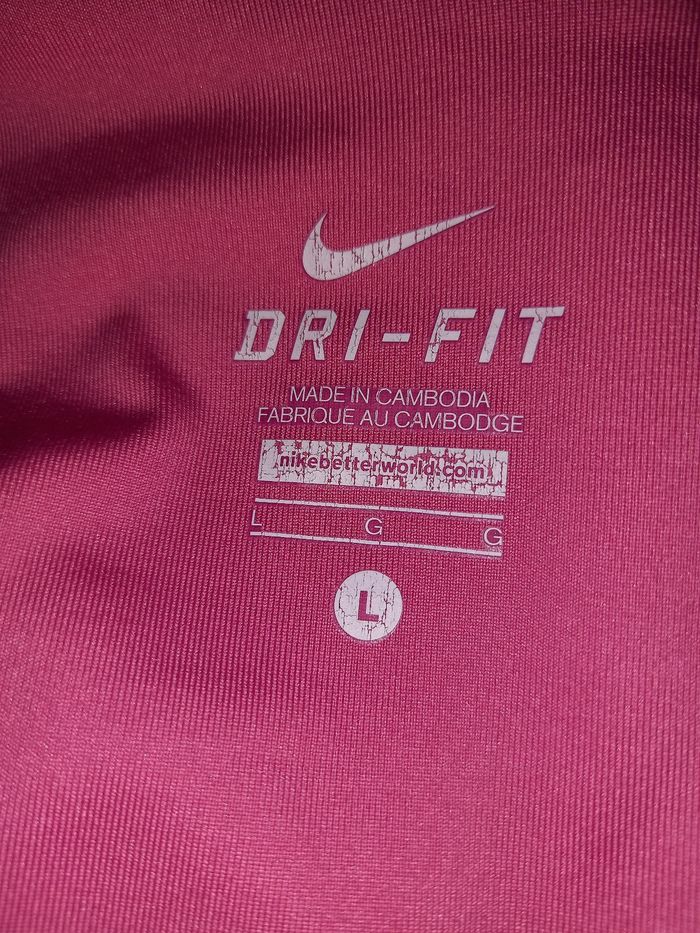 DRI-FIT
MADE IN CAMBODIA
FABRIQUE AU CAMBODGE
nikebetterworld.com
L G G
L